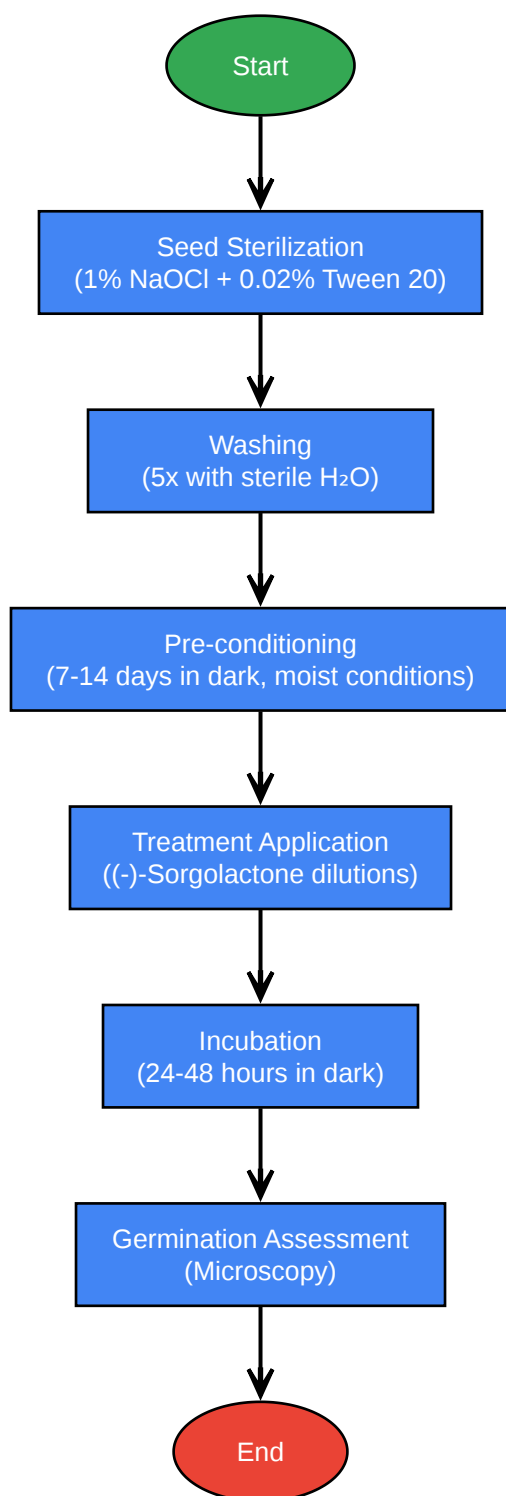 Start
Seed Sterilization
(1% NaOCl + 0.02% Tween 20)
Washing
(5x with sterile H₂O)
Pre-conditioning
(7-14 days in dark, moist conditions)
Treatment Application
((-)-Sorgolactone dilutions)
Incubation
(24-48 hours in dark)
Germination Assessment
(Microscopy)
End